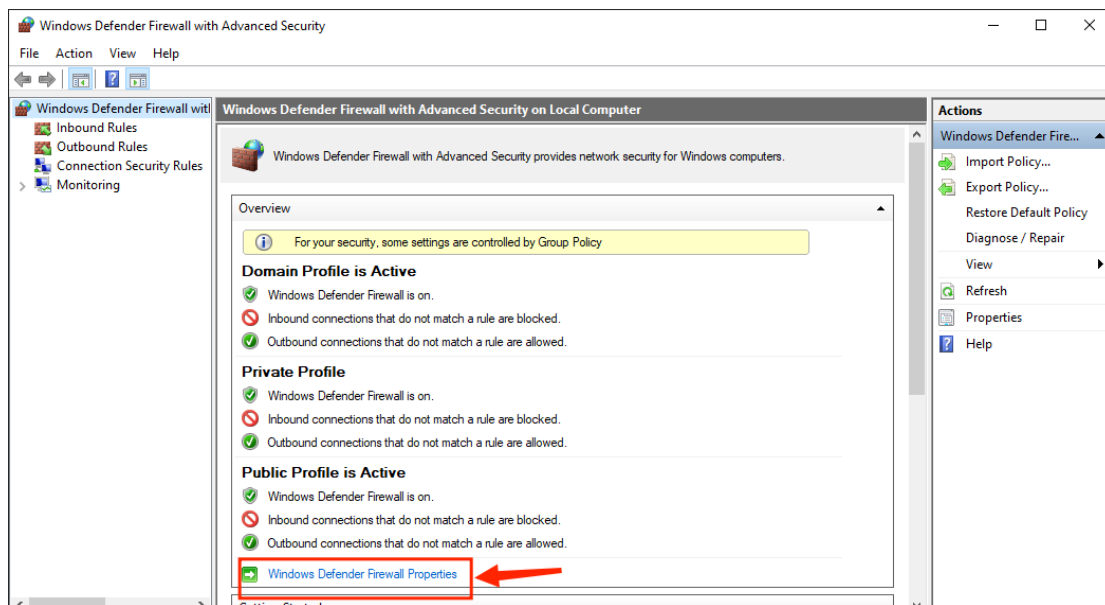 Windows Defender Firewall with Advanced Security
File Action View Help
Windows Defender Firewall witl
Inbound Rules
Outbound Rules
Connection Security Rules
Monitoring
Windows Defender Firewall with Advanced Security on Local Computer
Windows Defender Firewall with Advanced Security provides network security for Windows computers.
Overview
For your security, some settings are controlled by Group Policy
Domain Profile is Active
Windows Defender Firewall is on.
Inbound connections that do not match a rule are blocked.
Outbound connections that do not match a rule are allowed.
Private Profile
Windows Defender Firewall is on.
Inbound connections that do not match a rule are blocked.
Outbound connections that do not match a rule are allowed.
Public Profile is Active
Windows Defender Firewall is on.
Inbound connections that do not match a rule are blocked.
Outbound connections that do not match a rule are allowed.
Windows Defender Firewall Properties
Actions
Windows Defender Fire...
Import Policy...
Export Policy...
Restore Default Policy
Diagnose / Repair
View
Refresh
Properties
Help